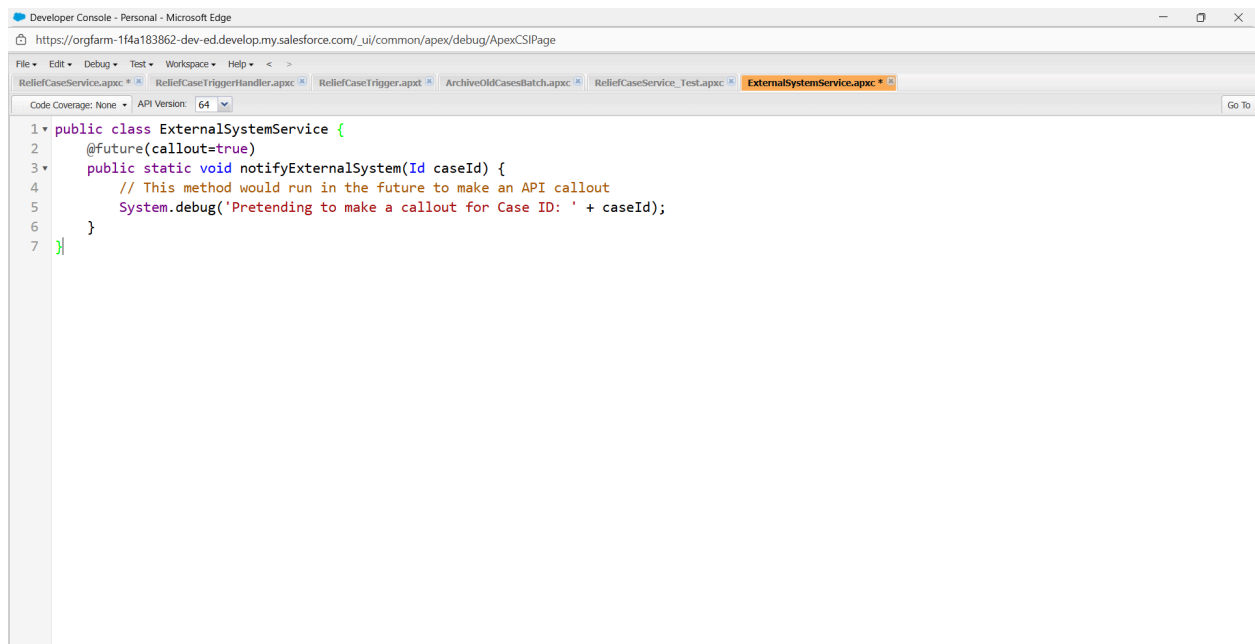 Developer Console - Personal - Microsoft Edge
https://orgfarm-1f4a183862-dev-ed.develop.my.salesforce.com/_ui/common/apex/debug/ApexCSIPage
File Edit Debug Test Workspace Help < >
ReliefCaseService.apxc * ReliefCaseTriggerHandler.apxc ReliefCaseTrigger.apxt ArchiveOldCasesBatch.apxc ReliefCaseService_Test.apxc ExternalSystemService.apxc *
Code Coverage: None API Version: 64 Go To
1 public class ExternalSystemService {
2 @future(callout=true)
3 public static void notifyExternalSystem(Id caseId) {
4 // This method would run in the future to make an API callout
5 System.debug('Pretending to make a callout for Case ID: ' + caseId);
6 }
7 }